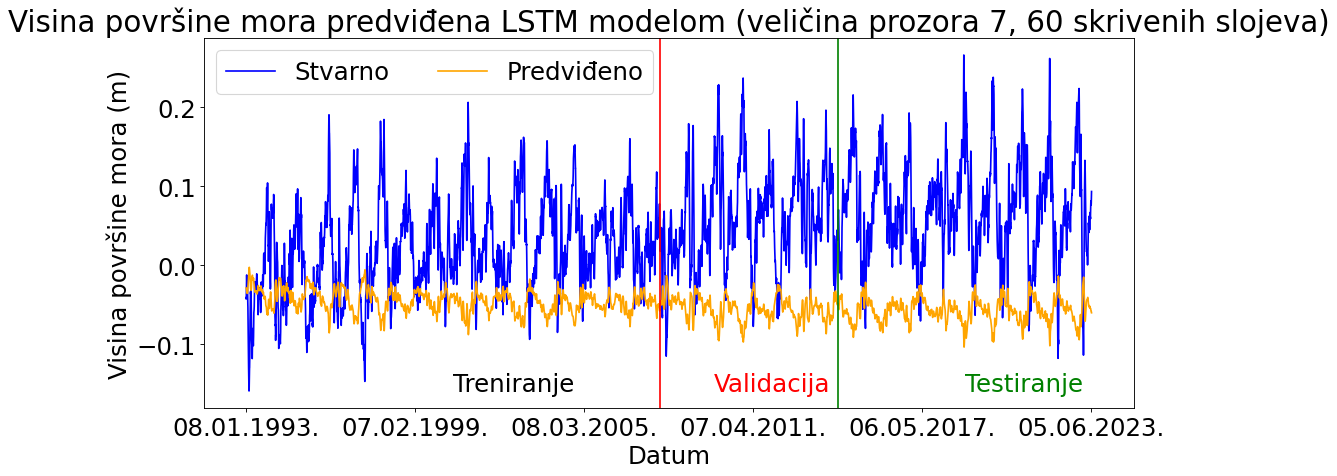 Visina površine mora predviđena LSTM modelom (veličina prozora 7, 60 skrivenih slojeva)
Stvarno
Predviđeno
Visina površine mora (m)
0.2
0.1
0.0
−0.1
Treniranje
Validacija
Testiranje
08.01.1993.
07.02.1999.
08.03.2005.
07.04.2011.
06.05.2017.
05.06.2023.
Datum